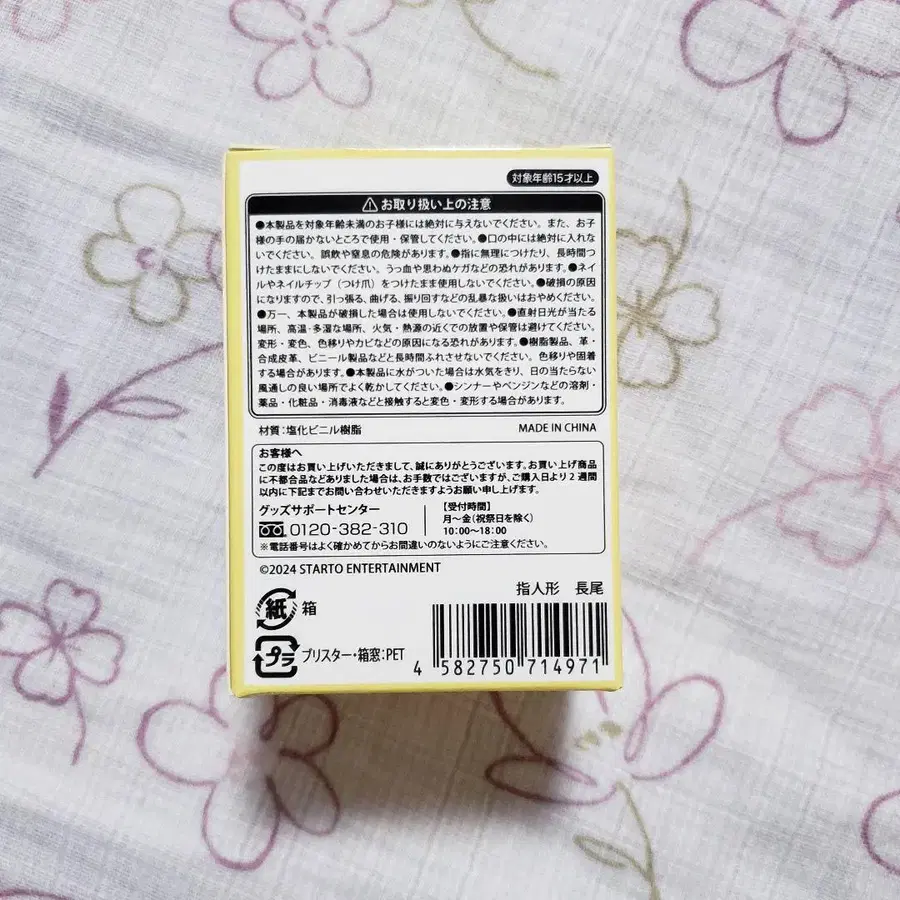 対象年齢15才以上
⚠お取り扱い上の注意
●本製品を対象年齢未満のお子様には絶対に与えないでください。また、お子
様の手の届かないところで使用・保管してください。●口の中には絶対に入れな
いでください。誤飲や窒息の危険があります。●指に無理につけたり、長時間つ
けたままにしないでください。うっ血や思わぬケガなどの恐れがあります。●ネイ
ルやネイルチップ（つけ爪）をつけたまま使用しないでください。●破損の原因
になりますので、引っ張る、曲げる、振り回すなどの乱暴な扱いはおやめください。
●万一、本製品が破損した場合は使用しないでください。●直射日光が当たる
場所、高温・多湿な場所、火気・熱源の近くでの放置や保管は避けてください。
変形・変色、色移りやカビなどの原因になる恐れがあります。●樹脂製品、革・
合成皮革、ビニール製品などと長時間ふれさせないでください。色移りや固着
する場合があります。●本製品に水がついた場合は水気をきり、日の当たらない
風通しの良い場所でよく乾かしてください。●シンナーやベンジンなどの溶剤・
薬品・化粧品・消毒液などと接触すると変色・変形する場合があります。
材質：塩化ビニル樹脂 MADE IN CHINA
お客様へ
この度はお買い上げいただきまして、誠にありがとうございます。お買い上げ商品
に不都合品などありました場合は、お手数ではございますが、ご購入日より2週間
以内に下記までお問い合わせいただきますようお願い申し上げます。
グッズサポートセンター
0120-382-310
【受付時間】
月〜金（祝祭日を除く）
10:00〜18:00
※電話番号はよく確かめてからお間違いのないようにご注意ください。
©2024 STARTO ENTERTAINMENT
指人形 長尾
紙 箱
プラ ブリスター・箱窓：PET
4 582750 714971